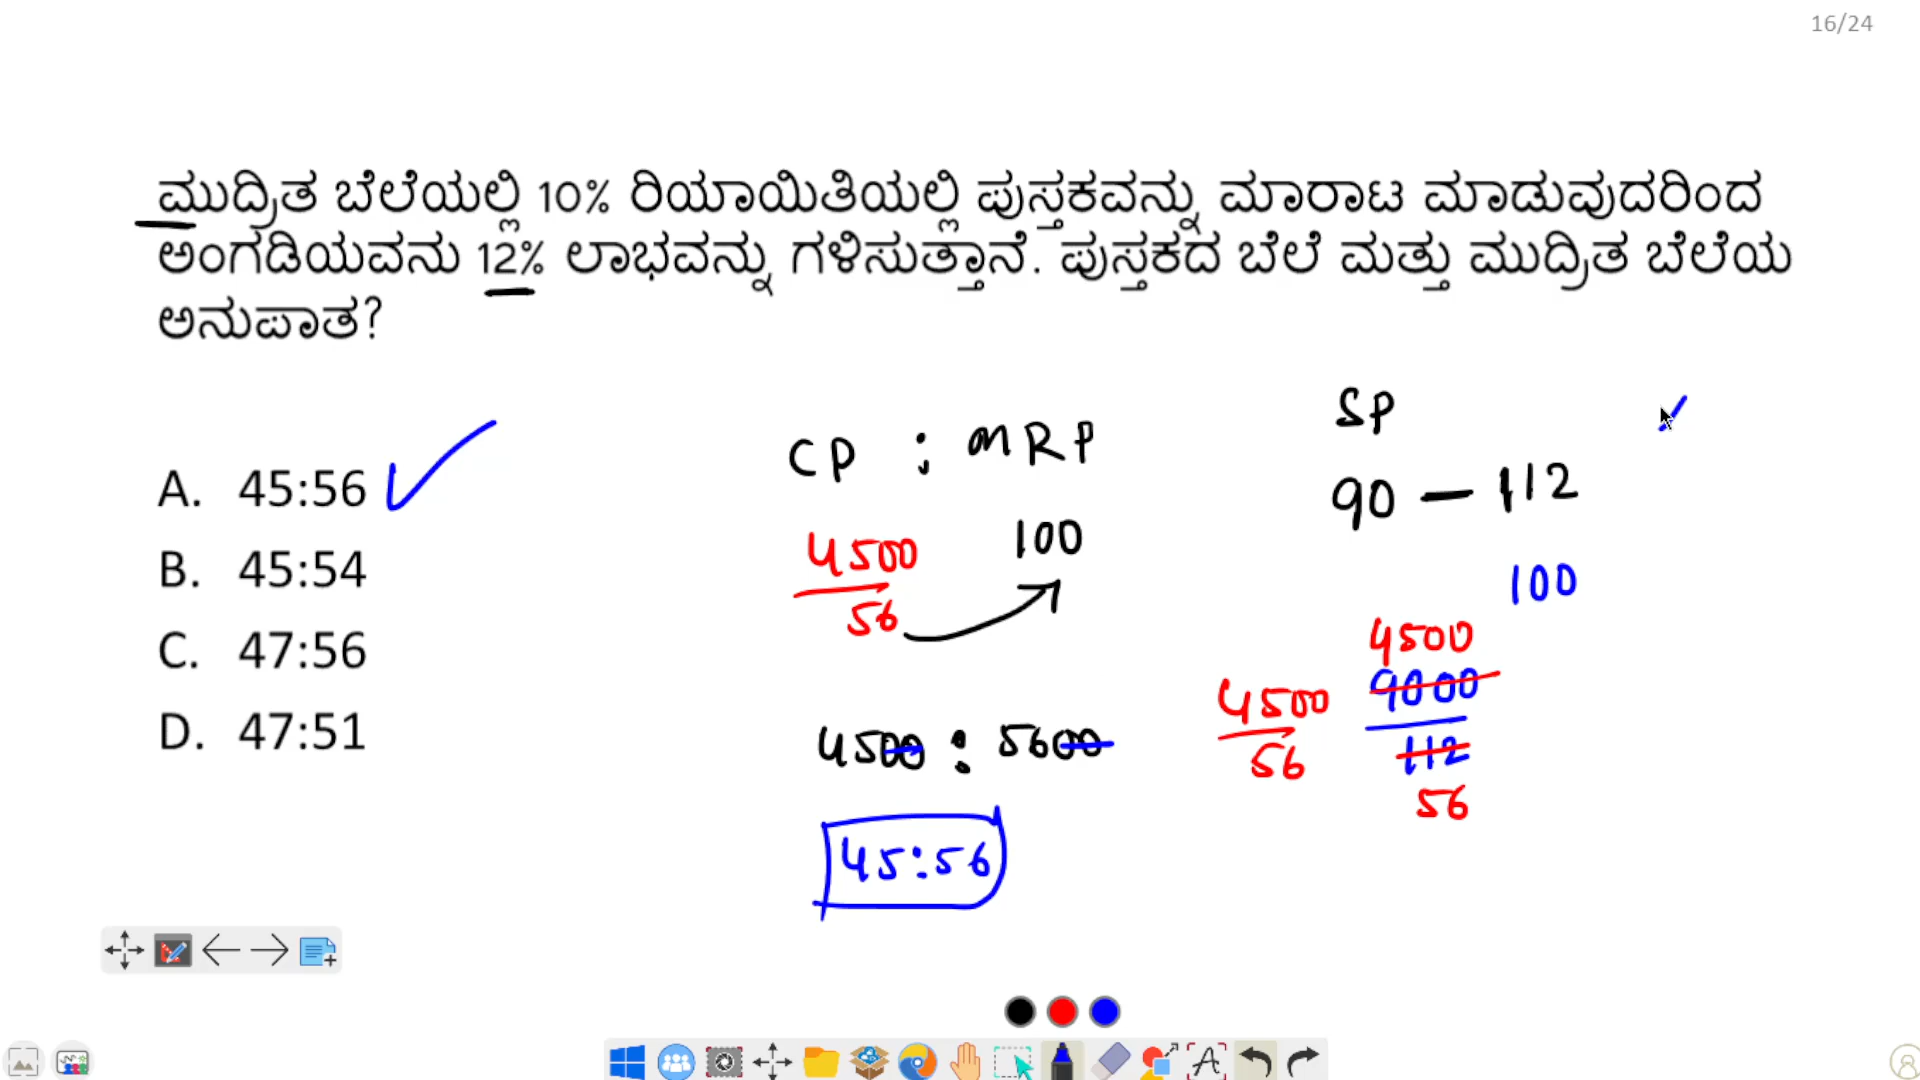 16/24
ಮುದ್ರಿತ ಬೆಲೆಯಲ್ಲಿ 10% ರಿಯಾಯಿತಿಯಲ್ಲಿ ಪುಸ್ತಕವನ್ನು ಮಾರಾಟ ಮಾಡುವುದರಿಂದ
ಅಂಗಡಿಯವನು 12% ಲಾಭವನ್ನು ಗಳಿಸುತ್ತಾನೆ. ಪುಸ್ತಕದ ಬೆಲೆ ಮತ್ತು ಮುದ್ರಿತ ಬೆಲೆಯ
ಅನುಪಾತ?
A. 45:56
B. 45:54
C. 47:56
D. 47:51
CP : MRP
4500
56
100
4500 : 5600
45:56
SP
90 — 112
100
4500
9000
112
56
4500
56